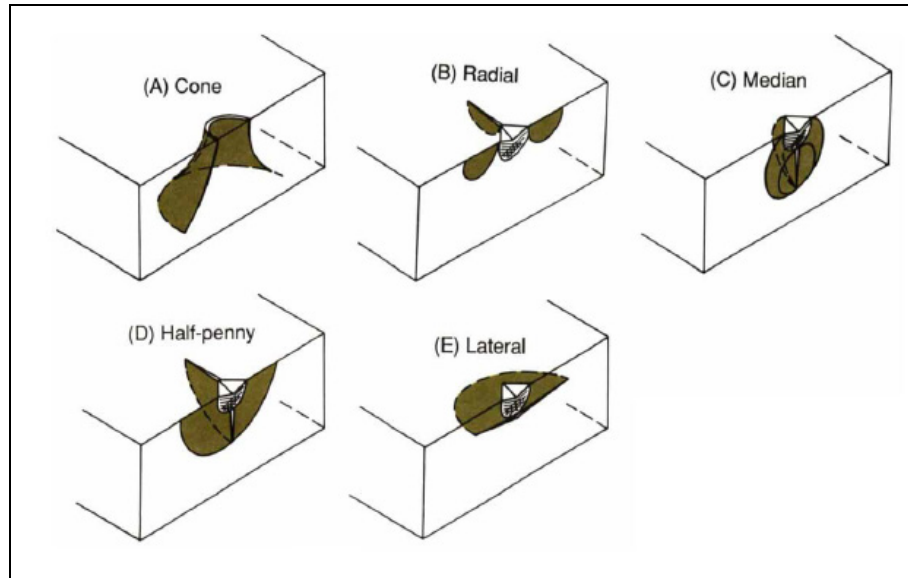 (A) Cone
(B) Radial
(C) Median
(D) Half-penny
(E) Lateral